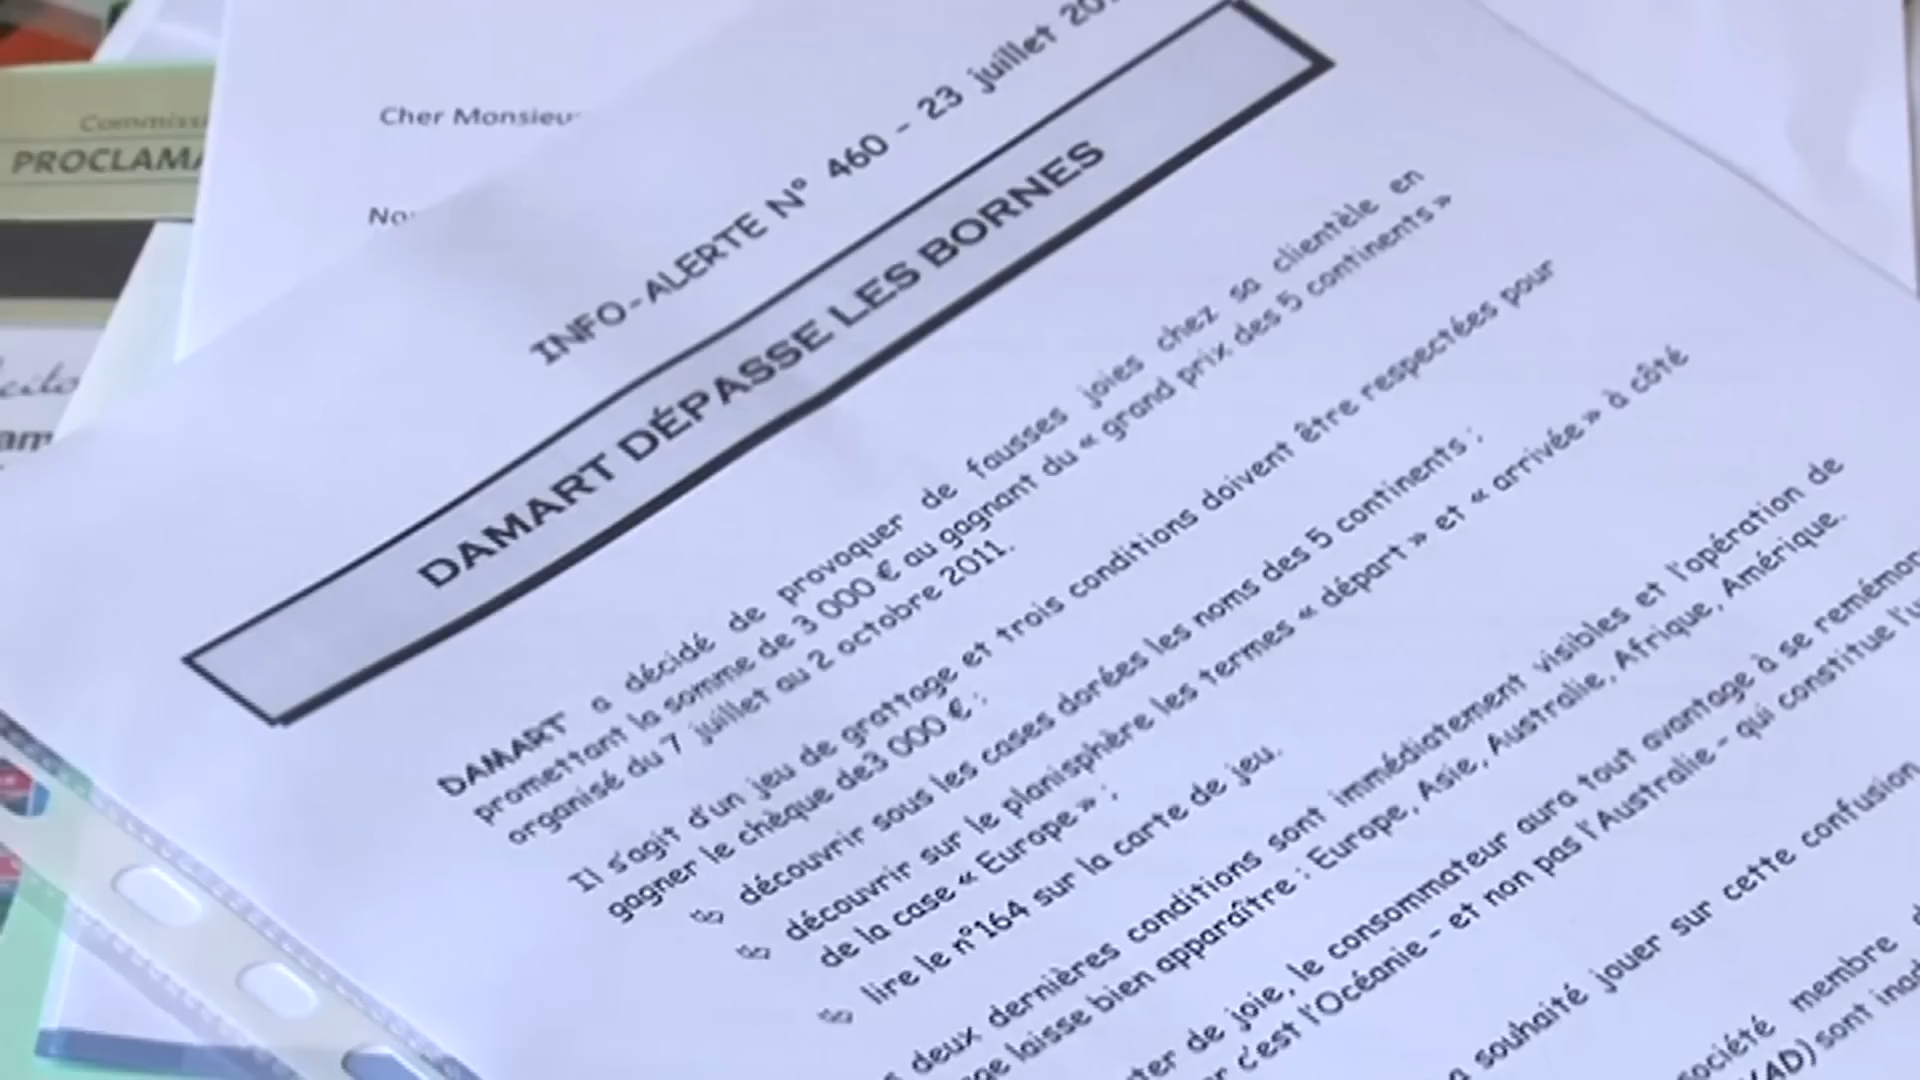 Commissi
PROCLAMA
Cher Monsieur
No
INFO-ALERTE N° 460 - 23 juillet 20
DAMART DÉPASSE LES BORNES
DAMART a décidé de provoquer de fausses joies chez sa clientèle en
promettant la somme de 3 000 € au gagnant du « grand prix des 5 continents »
organisé du 7 juillet au 2 octobre 2011.
Il s'agit d'un jeu de grattage et trois conditions doivent être respectées pour
gagner le chèque de3 000 € :
découvrir sous les cases dorées les noms des 5 continents ;
découvrir sur le planisphère les termes « départ » et « arrivée » à côté
de la case « Europe » ;
lire le n°164 sur la carte de jeu.
deux dernières conditions sont immédiatement visibles et l'opération de
laisse bien apparaître : Europe, Asie, Australie, Afrique, Amérique.
de joie, le consommateur aura tout avantage à se remémor
c'est l'Océanie - et non pas l'Australie - qui constitue l'u
souhaité jouer sur cette confusion
société membre d
AD) sont inad